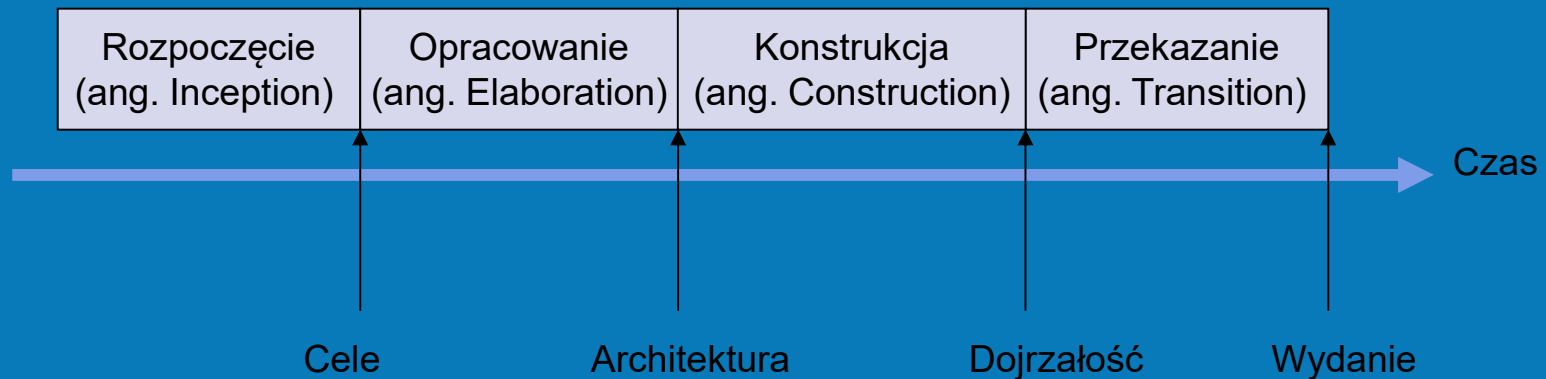 Rozpoczęcie
(ang. Inception)
Opracowanie
(ang. Elaboration)
Konstrukcja
(ang. Construction)
Przekazanie
(ang. Transition)
Czas
Cele
Architektura
Dojrzałość
Wydanie